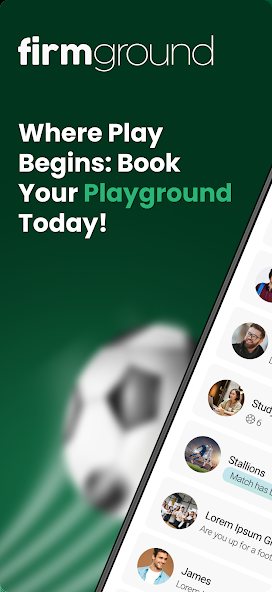 firmground
Where Play
Begins: Book
Your Playground
Today!
Stud
6
Stallions
Match has b
Lorem Ipsum G
Are you up for a foot
James
Lorem